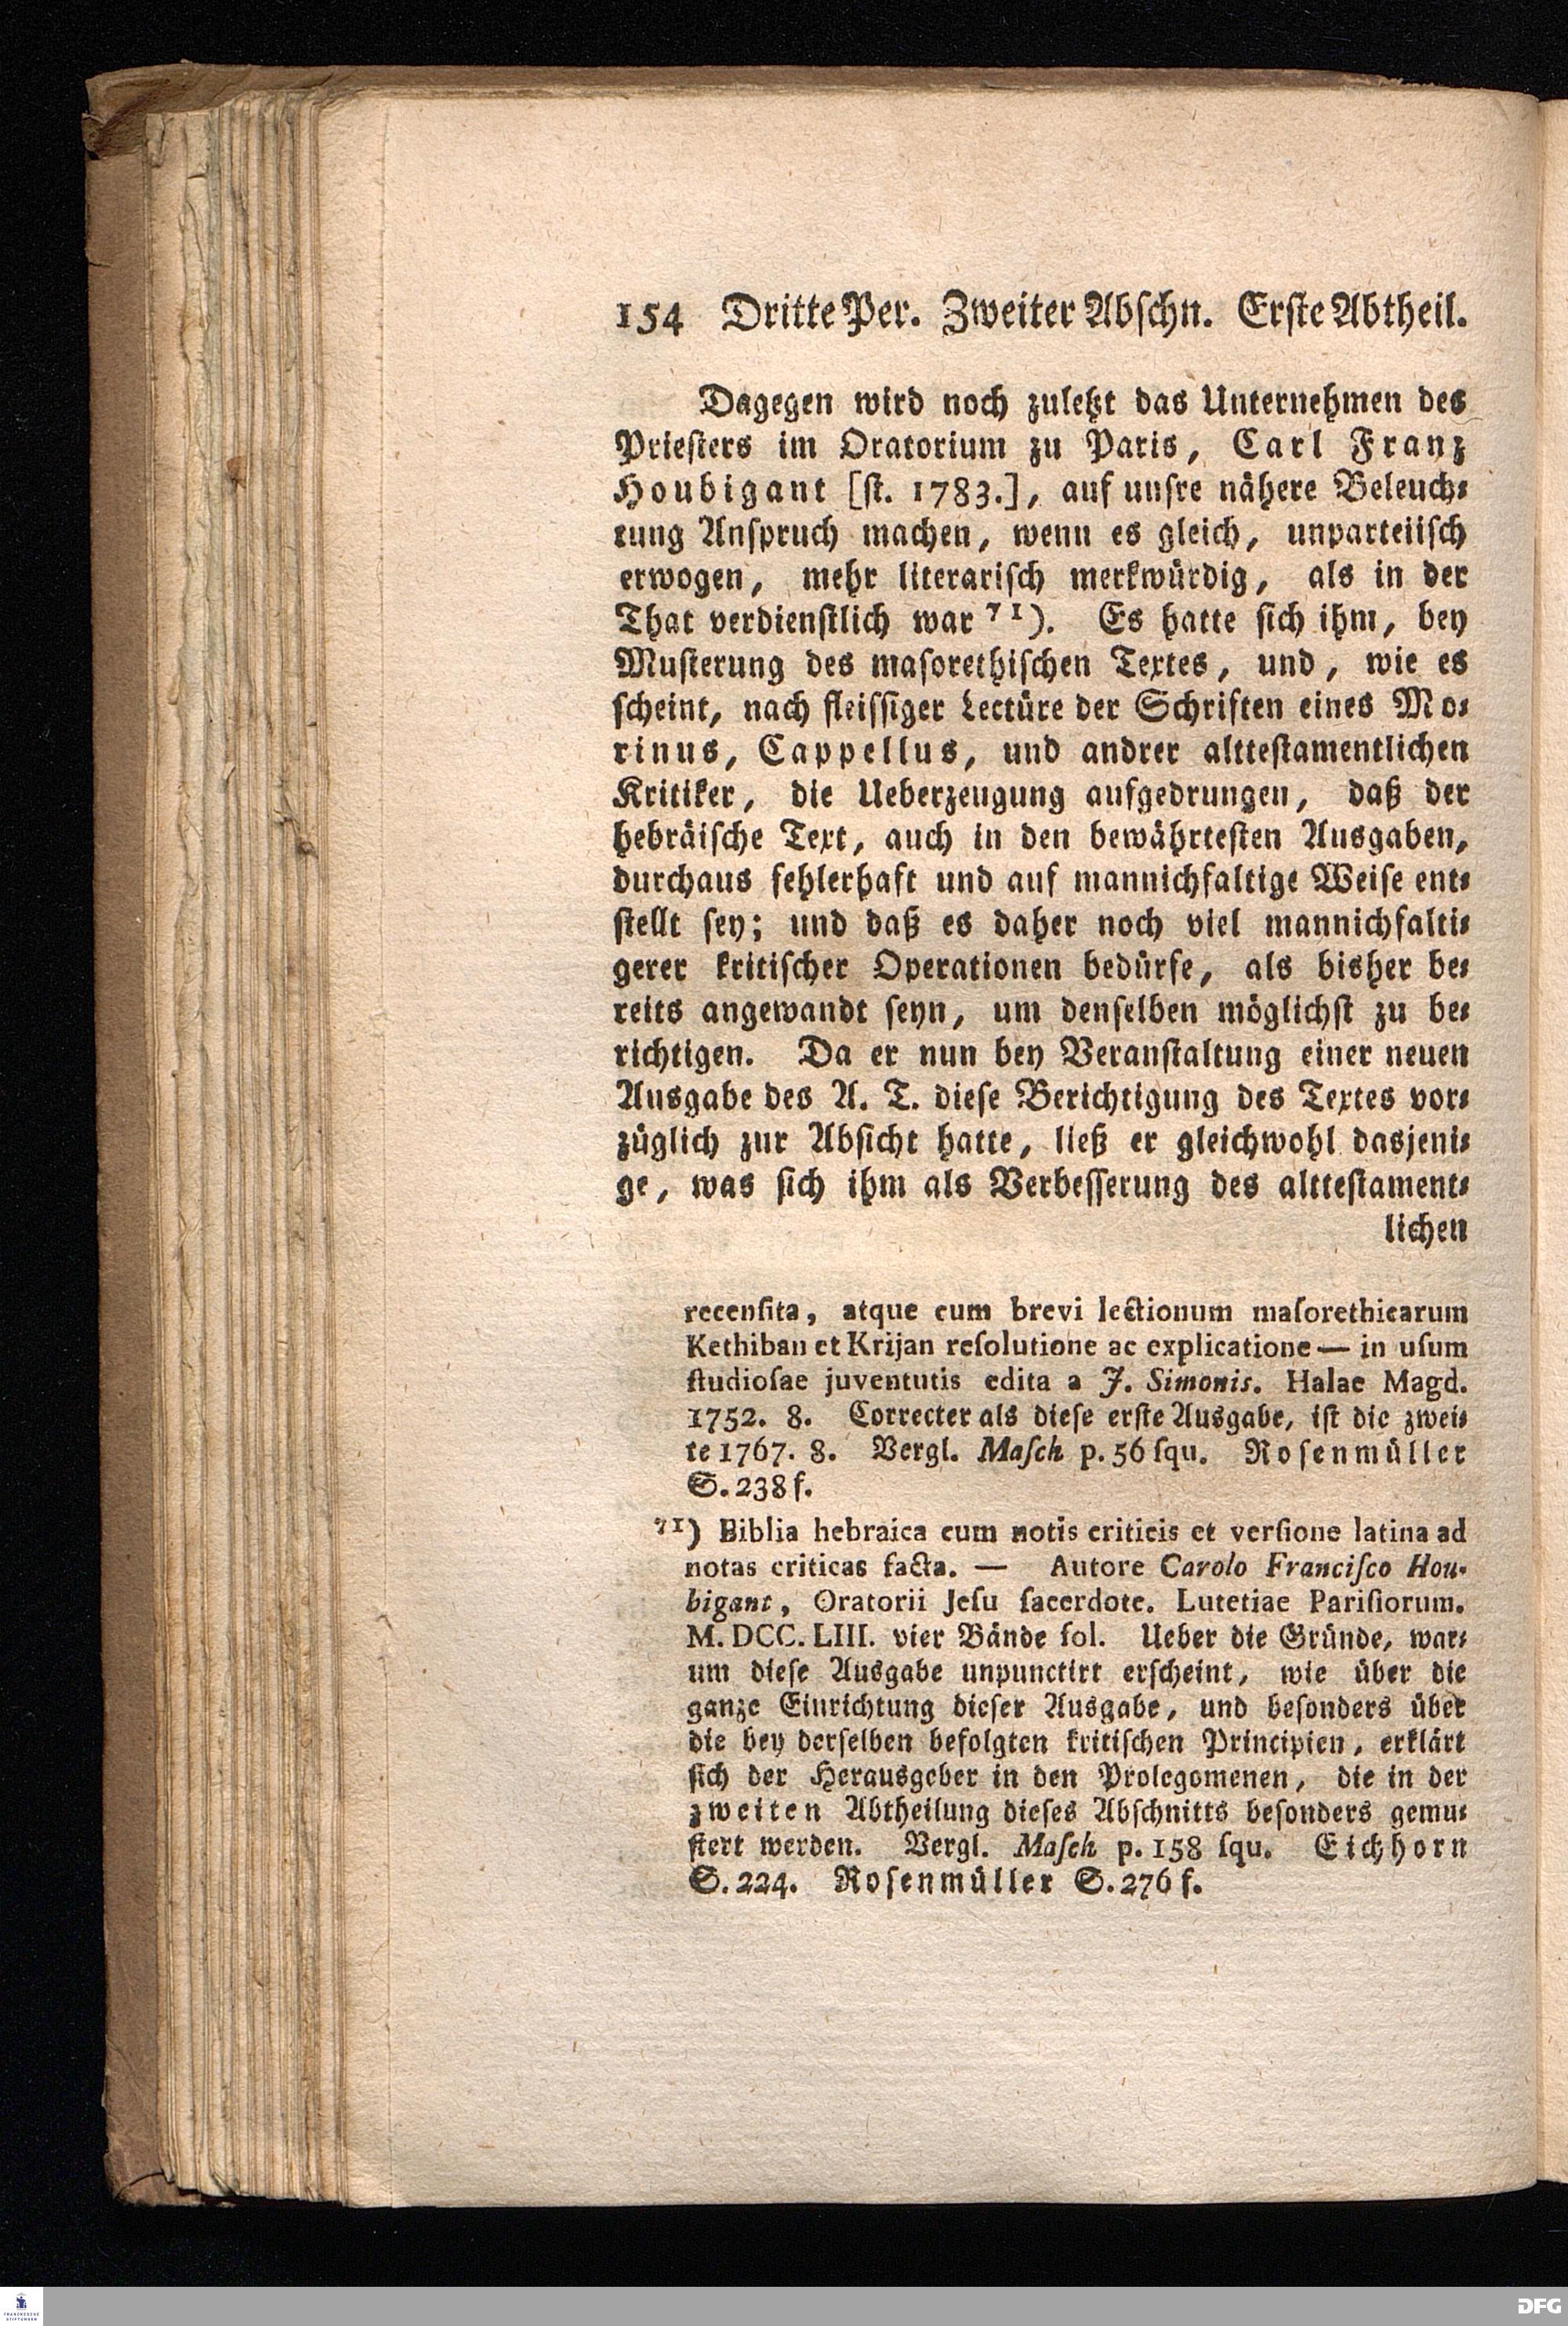 154 Dritte Per. Zweiter Abschn. Erste Abtheil.
Dagegen wird noch zuletzt das Unternehmen des
Priesters im Oratorium zu Paris, Carl Franz
Houbigant [st. 1783.], auf unsre nähere Beleuch⸗
tung Anspruch machen, wenn es gleich, unparteiisch
erwogen, mehr literarisch merkwürdig, als in der
That verdienstlich war 71). Es hatte sich ihm, bey
Musterung des masorethischen Textes, und, wie es
scheint, nach fleissiger Lectüre der Schriften eines Mo⸗
rinus, Cappellus, und andrer alttestamentlichen
Kritiker, die Ueberzeugung aufgedrungen, daß der
hebräische Text, auch in den bewährtesten Ausgaben,
durchaus fehlerhaft und auf mannichfaltige Weise ent⸗
stellt sey; und daß es daher noch viel mannichfalti⸗
gerer kritischer Operationen bedürfe, als bisher be⸗
reits angewandt seyn, um denselben möglichst zu be⸗
richtigen. Da er nun bey Veranstaltung einer neuen
Ausgabe des A. T. diese Berichtigung des Textes vor⸗
züglich zur Absicht hatte, ließ er gleichwohl dasjeni⸗
ge, was sich ihm als Verbesserung des alttestament⸗
lichen
recensita, atque cum brevi lectionum masorethicarum
Kethiban et Krijan resolutione ac explicatione — in usum
studiosae juventutis edita a J. Simonis. Halae Magd.
1752. 8. Correcter als diese erste Ausgabe, ist die zwei⸗
te 1767. 8. Vergl. Masch p. 56 squ. Rosenmüller
S. 238 f.
71) Biblia hebraica cum notis criticis et versione latina ad
notas criticas facta. — Autore Carolo Francisco Hou-
bigant, Oratorii Jesu sacerdote. Lutetiae Parisiorum.
M. DCC. LIII. vier Bände fol. Ueber die Gründe, war⸗
um diese Ausgabe unpunctirt erscheint, wie über die
ganze Einrichtung dieser Ausgabe, und besonders über
die bey derselben befolgten kritischen Principien, erklärt
sich der Herausgeber in den Prolegomenen, die in der
zweiten Abtheilung dieses Abschnitts besonders gemu⸗
stert werden. Vergl. Masch p. 158 squ. Eichhorn
S. 224. Rosenmüller S. 276 f.
FRANCKESCHE
STIFTUNGEN
DFG